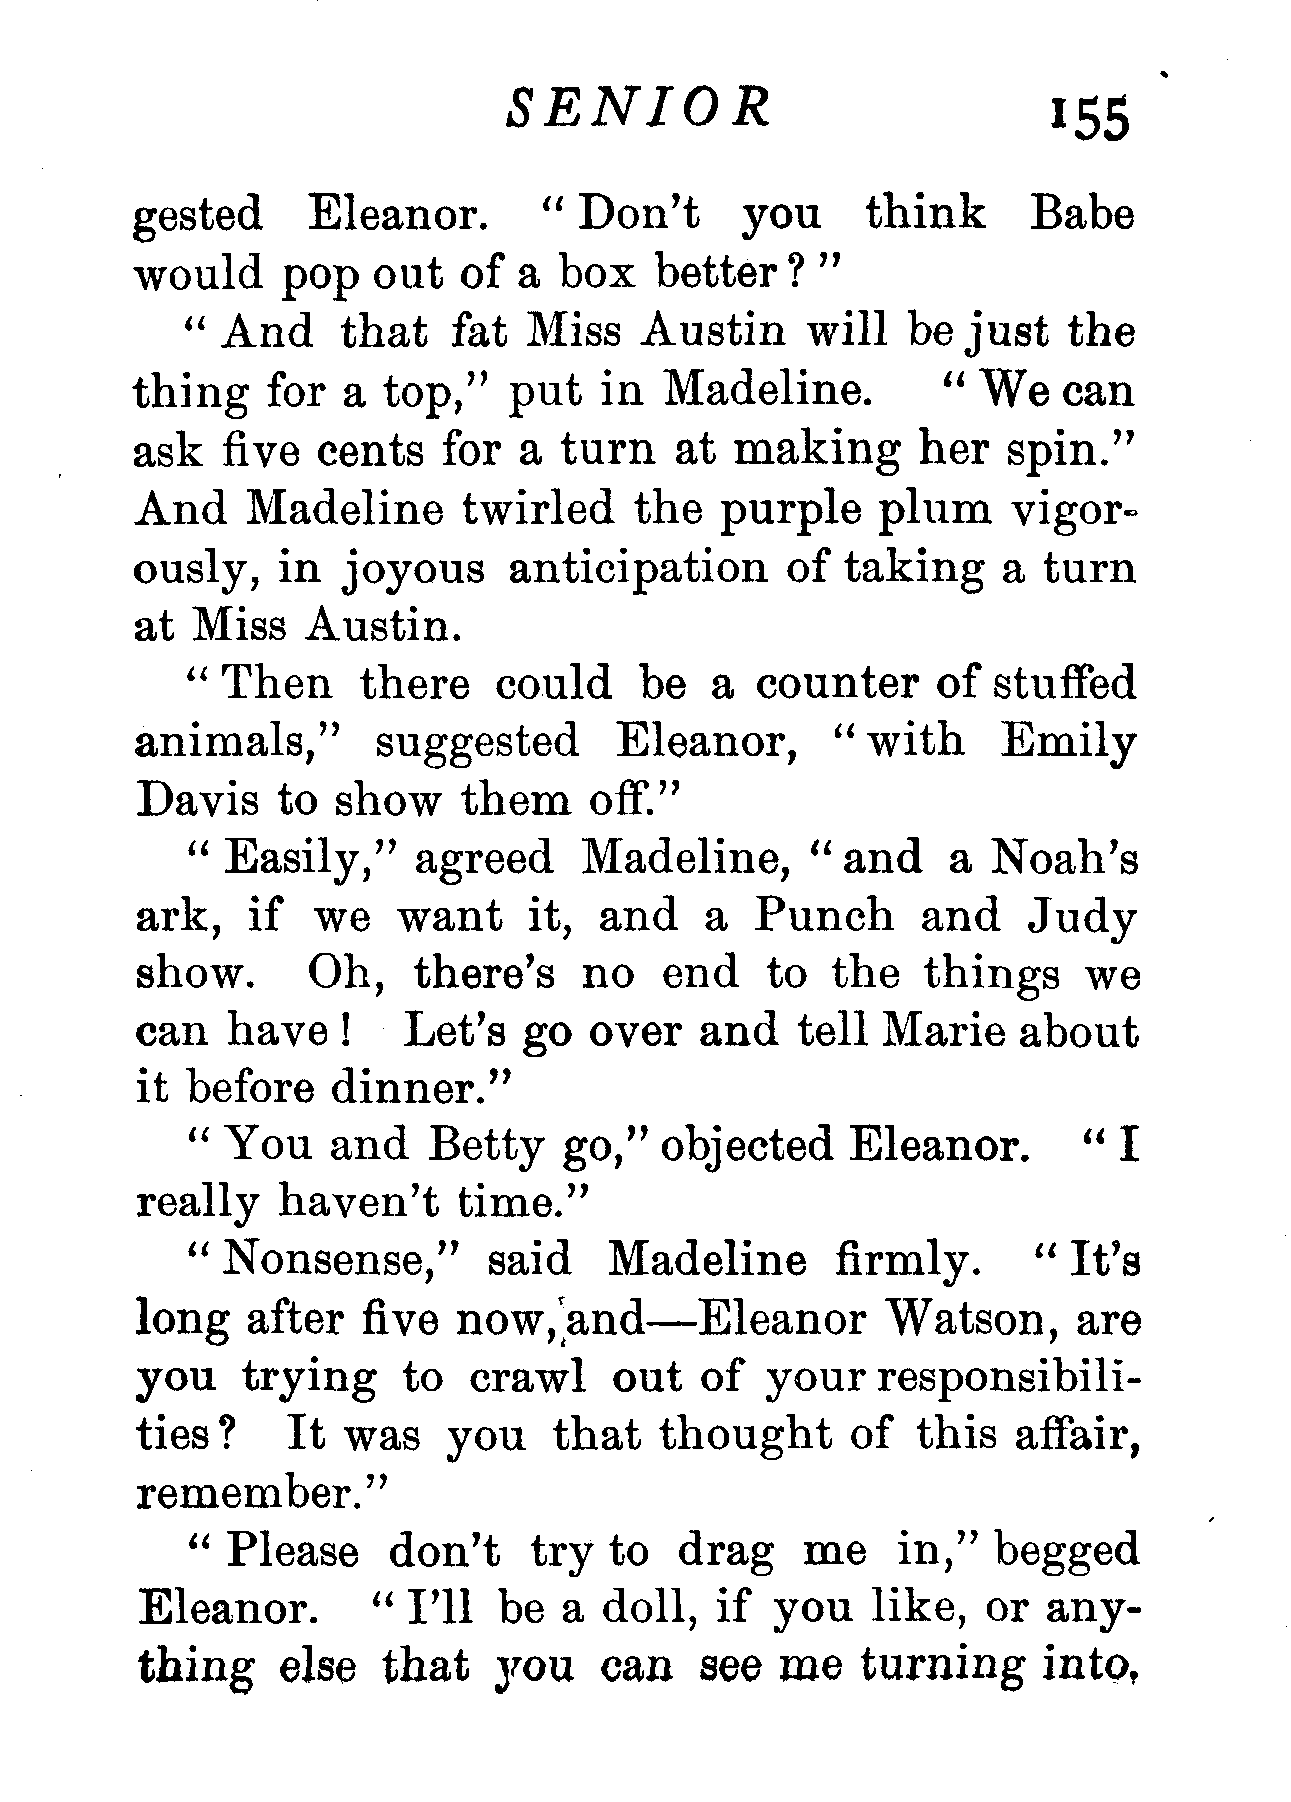 SENIOR 155
gested Eleanor. “ Don’t you think Babe
would pop out of a box better ? ”
“ And that fat Miss Austin will be just the
thing for a top,” put in Madeline. “ We can
ask five cents for a turn at making her spin.”
And Madeline twirled the purple plum vigor-
ously, in joyous anticipation of taking a turn
at Miss Austin.
“ Then there could be a counter of stuffed
animals,” suggested Eleanor, “ with Emily
Davis to show them off.”
“ Easily,” agreed Madeline, “ and a Noah’s
ark, if we want it, and a Punch and Judy
show. Oh, there’s no end to the things we
can have ! Let’s go over and tell Marie about
it before dinner.”
“ You and Betty go,” objected Eleanor. “ I
really haven’t time.”
“ Nonsense,” said Madeline firmly. “ It’s
long after five now, and—Eleanor Watson, are
you trying to crawl out of your responsibili-
ties ? It was you that thought of this affair,
remember.”
“ Please don’t try to drag me in,” begged
Eleanor. “ I’ll be a doll, if you like, or any-
thing else that you can see me turning into,